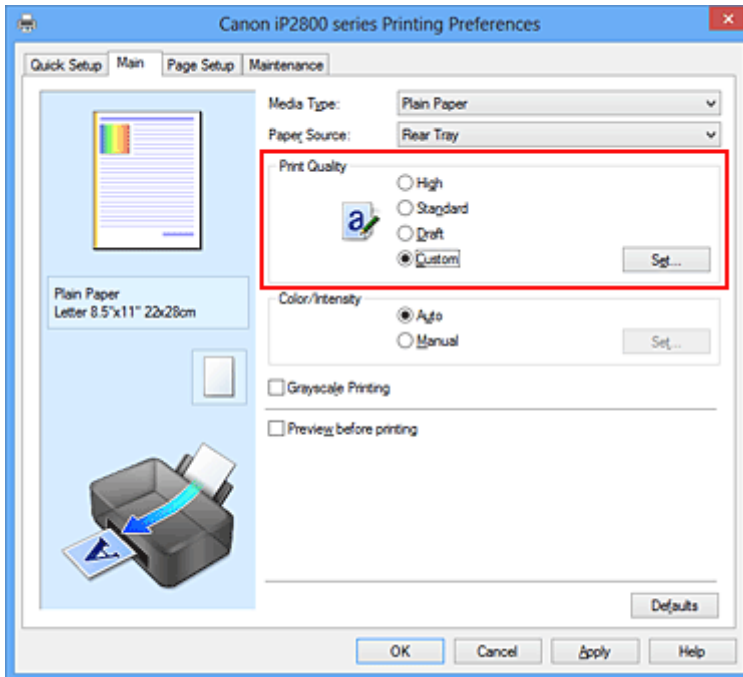 Canon iP2800 series Printing Preferences
Quick Setup Main Page Setup Maintenance
Media Type: Plain Paper
Paper Source: Rear Tray
Print Quality
High
Standard
Draft
Custom Set...
Plain Paper
Letter 8.5"x11" 22x28cm
Color/Intensity
Auto
Manual Set...
Grayscale Printing
Preview before printing
Defaults
OK Cancel Apply Help